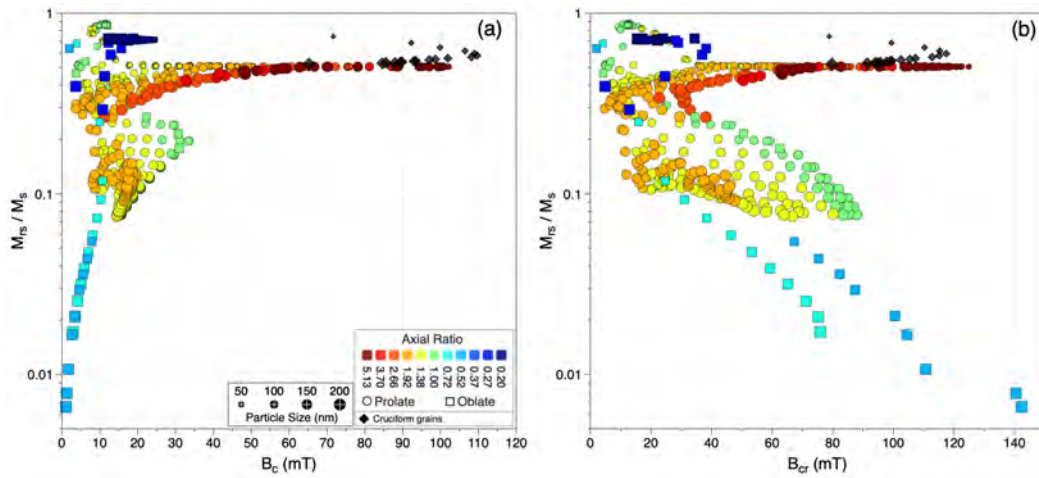 (a)
1
0.1
0.01
Mrs / Ms
0 10 20 30 40 50 60 70 80 90 100 110 120
Bc (mT)
50 100 150 200
Particle Size (nm)
Axial Ratio
5.13 3.70 2.66 1.92 1.38 1.00 0.72 0.52 0.37 0.27 0.20
Prolate Oblate
Cruciform grains
(b)
1
0.1
0.01
Mrs / Ms
0 20 40 60 80 100 120 140
Bcr (mT)